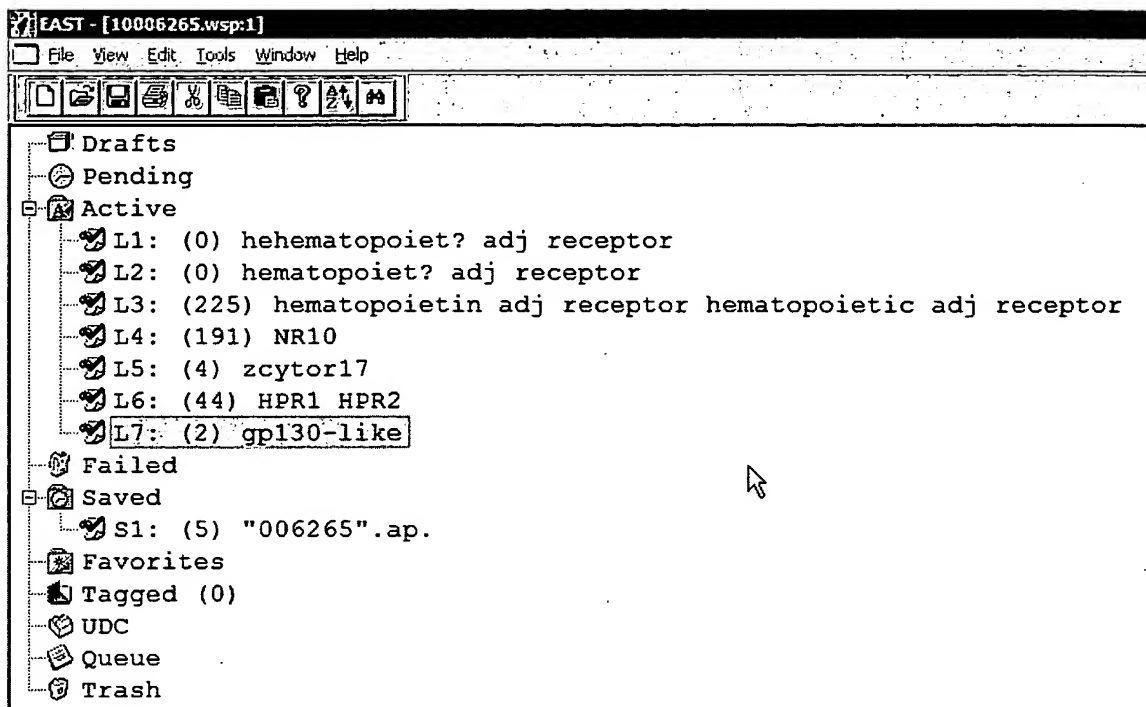 EAST - [10006265.wsp:1]
File View Edit Tools Window Help
Drafts
Pending
Active
L1: (0) hehematopoiet? adj receptor
L2: (0) hematopoiet? adj receptor
L3: (225) hematopoietin adj receptor hematopoietic adj receptor
L4: (191) NR10
L5: (4) zcytor17
L6: (44) HPR1 HPR2
L7: (2) gp130-like
Failed
Saved
S1: (5) "006265".ap.
Favorites
Tagged (0)
UDC
Queue
Trash